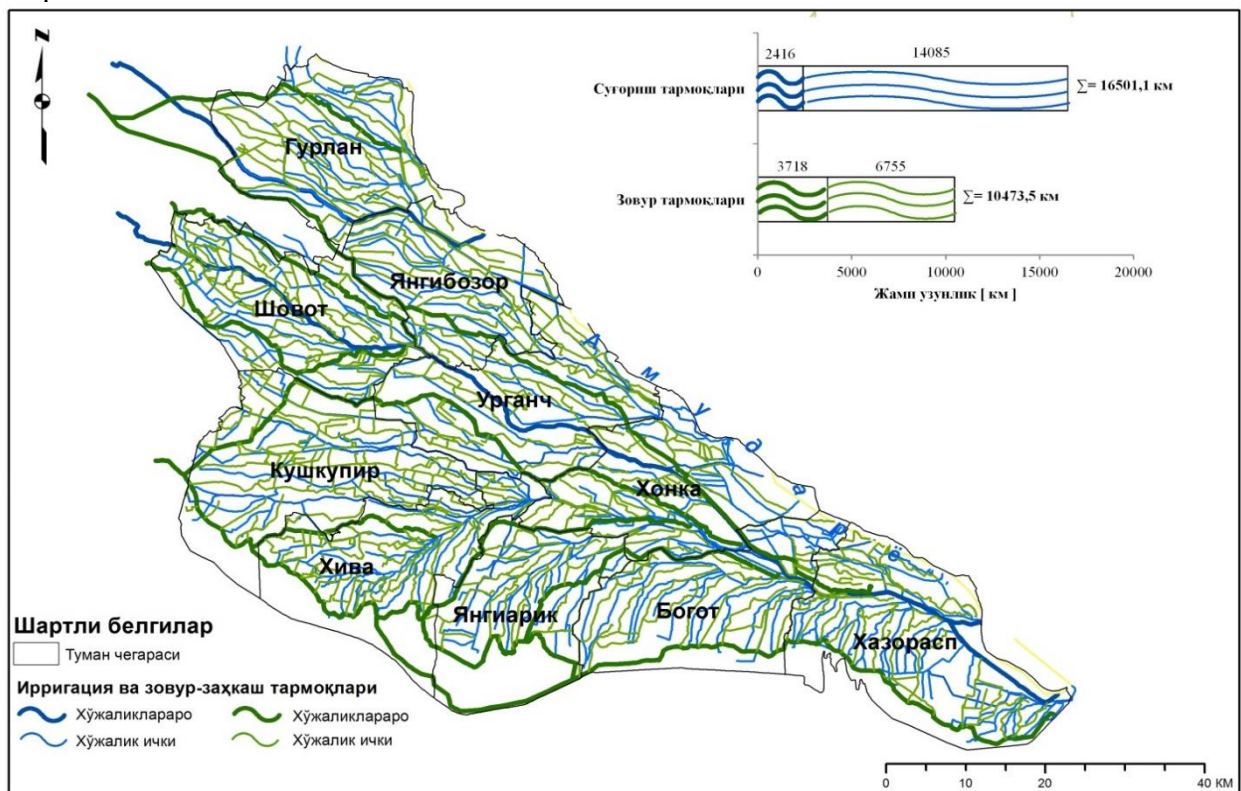 N
2416 14085
Суғориш тармоқлари
∑= 16501,1 км
3718 6755
Зовур тармоқлари
∑= 10473,5 км
0 5000 10000 15000 20000
Жами узунлик [ км ]
Гурлан
Янгибозор
Шовот
Урганч
Кушкупир
Хонка
Хива
Янгиарик
Богот
Хазорасп
Амударё
Шартли белгилар
Туман чегараси
Ирригация ва зовур-заҳкаш тармоқлари
Хўжаликлараро Хўжаликлараро
Хўжалик ички Хўжалик ички
0 10 20 40 КМ